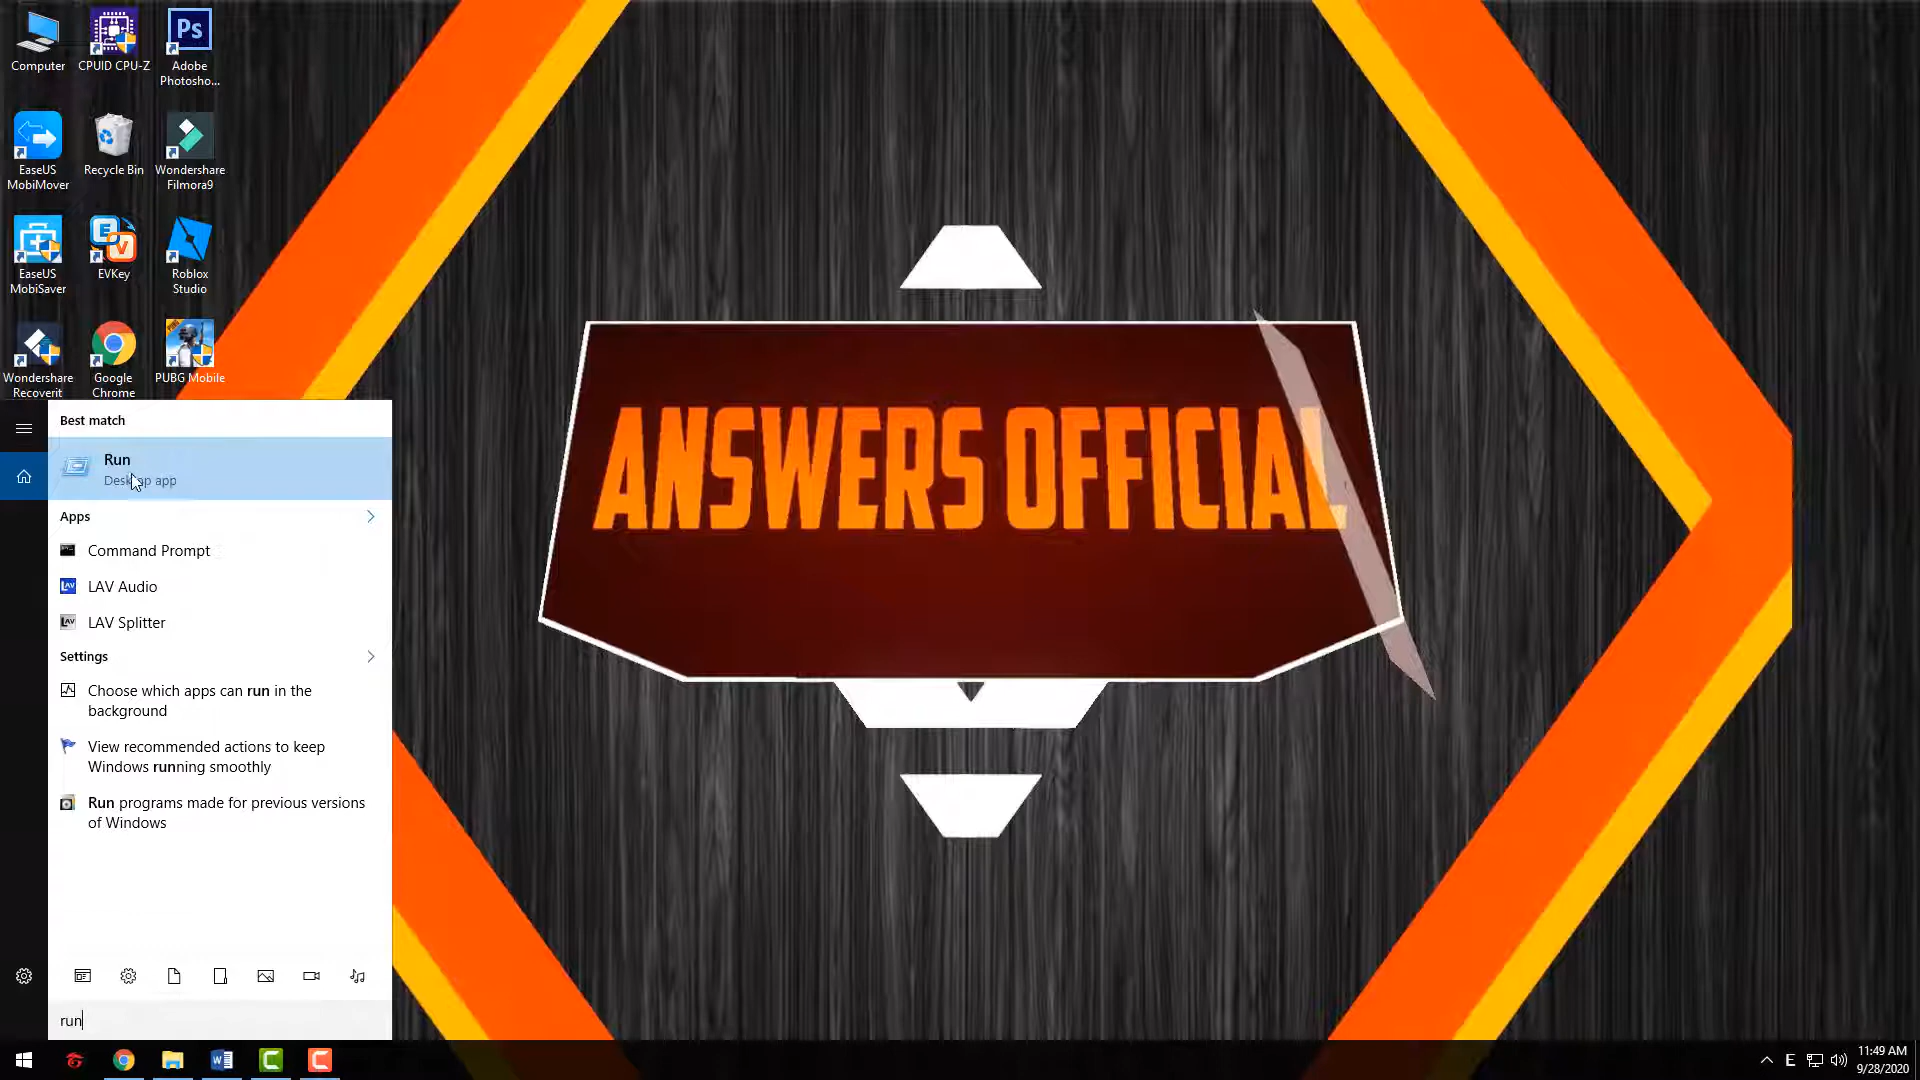 Computer
CPUID CPU-Z
Adobe
Photosho...
Ps
EaseUS
MobiMover
Recycle Bin
Wondershare
Filmora9
EaseUS
MobiSaver
E
V
EVKey
Roblox
Studio
Wondershare
Recoverit
Google
Chrome
PUBG
PUBG Mobile
Best match
Run
Desktop app
Apps
Command Prompt
LAV Audio
LAV Splitter
Settings
Choose which apps can run in the
background
View recommended actions to keep
Windows running smoothly
Run programs made for previous versions
of Windows
run
ANSWERS OFFICIAL
E
11:49 AM
9/28/2020